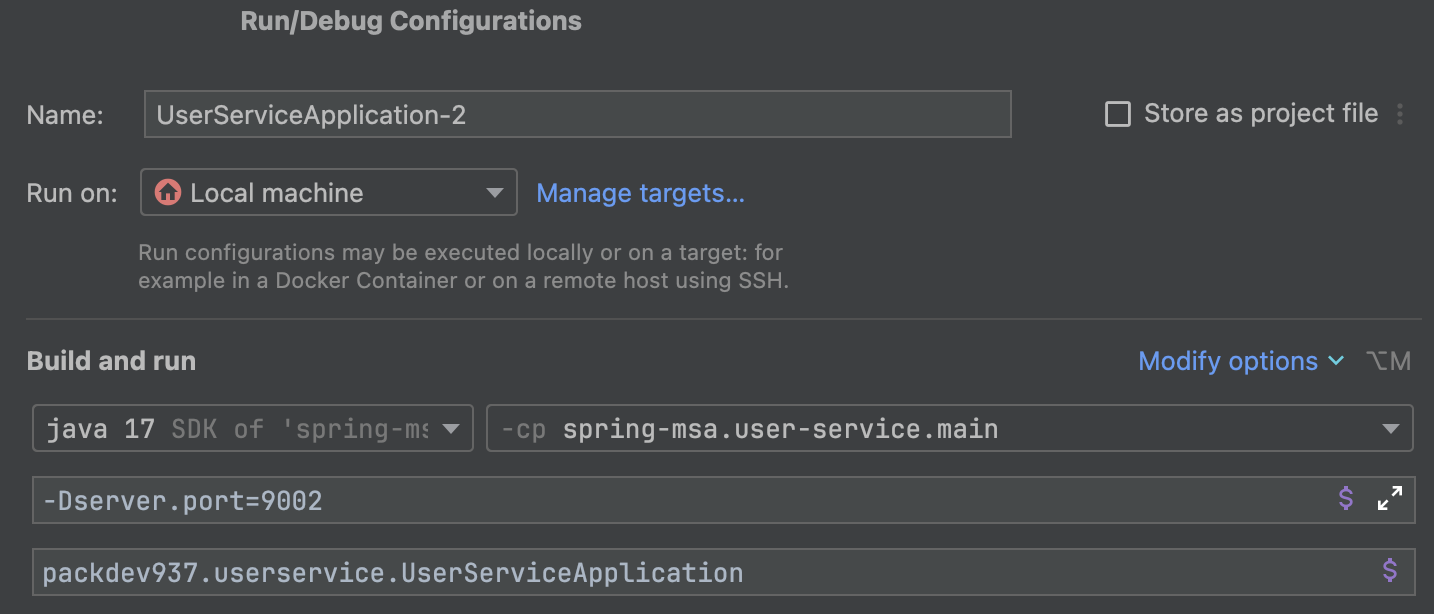 Run/Debug Configurations
Name: UserServiceApplication-2 Store as project file
Run on: Local machine Manage targets...
Run configurations may be executed locally or on a target: for
example in a Docker Container or on a remote host using SSH.
Build and run Modify options ⌥M
java 17 SDK of 'spring-ms -cp spring-msa.user-service.main
-Dserver.port=9002 $
packdev937.userservice.UserServiceApplication $